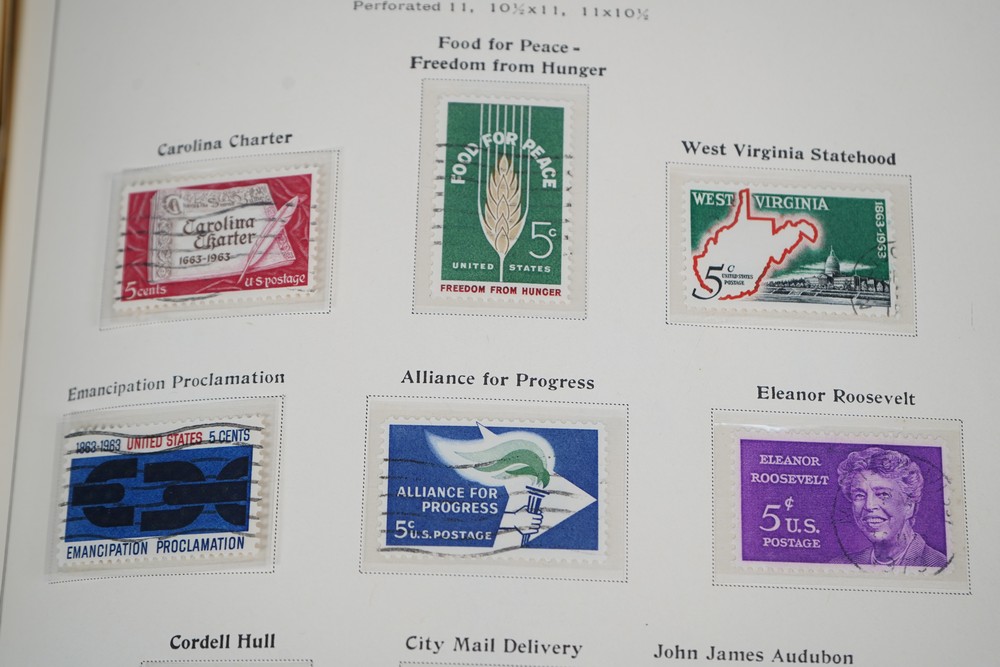 Perforated 11, 10½x11, 11x10½
Food for Peace -
Freedom from Hunger
Carolina Charter
West Virginia Statehood
Carolina
Charter
1663-1963
5 cents
U S postage
FOOD FOR PEACE
5c
UNITED STATES
FREEDOM FROM HUNGER
WEST VIRGINIA
1863-1963
5c
UNITED STATES
POSTAGE
Emancipation Proclamation
Alliance for Progress
Eleanor Roosevelt
1863-1963 UNITED STATES 5 CENTS
EMANCIPATION PROCLAMATION
ALLIANCE FOR
PROGRESS
5c U.S. POSTAGE
ELEANOR
ROOSEVELT
5¢ U.S.
POSTAGE
Cordell Hull
City Mail Delivery
John James Audubon